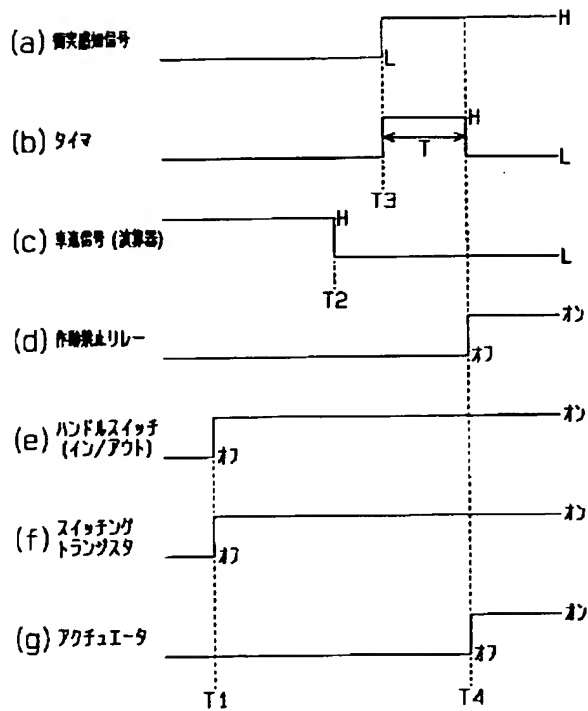 H
(a) 衝突感知信号
L
H
(b) タイマ
T
L
T3
H
(c) 車速信号 (演算器)
L
T2
オン
(d) 作動禁止リレー
オフ
オン
(e) ハンドルスイッチ
(イン/アウト)
オフ
オン
(f) スイッチング
トランジスタ
オフ
オン
(g) アクチュエータ
オフ
T1
T4